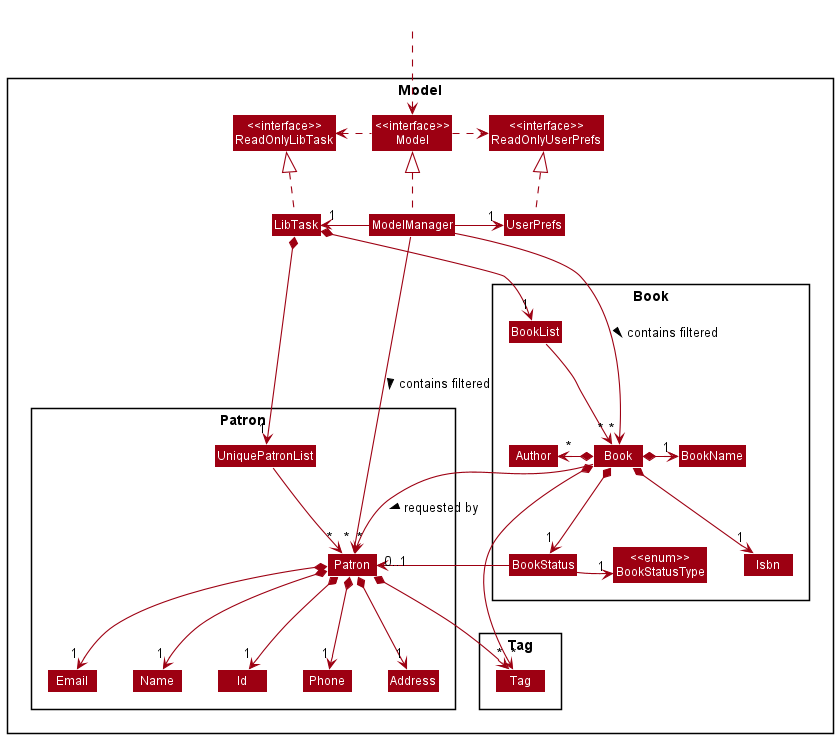 Model
<<interface>>
ReadOnlyLibTask
<<interface>>
Model
<<interface>>
ReadOnlyUserPrefs
LibTask
1
ModelManager
1
UserPrefs
Book
1
BookList
contains filtered
contains filtered
Patron
1
UniquePatronList
* *
Author
*
Book
1
BookName
requested by
* * *
Patron
0..1
1
BookStatus
1
<<enum>>
BookStatusType
1
Isbn
Tag
1
Email
1
Name
1
Id
1
Phone
1
Address
* *
Tag